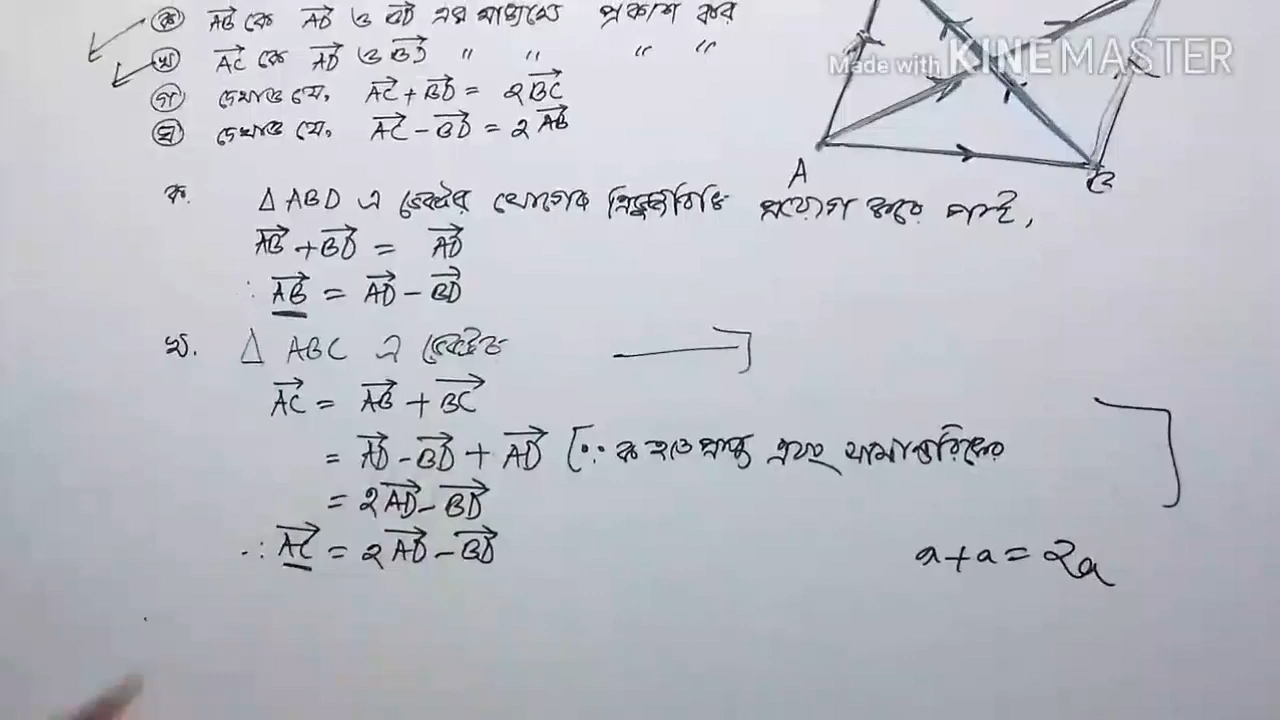 ক AB কে AD ও BD এর মাধ্যমে প্রকাশ কর
খ AC কে AD ও BD " " " "
গ দেখাও যে, AC + BD = 2BC
ঘ দেখাও যে, AC - BD = 2AB
Made with KINEMASTER
A
B
ক. Δ ABD এ ভেক্টর যোগের ত্রিভুজবিধি প্রয়োগ করে পাই,
AB + BD = AD
∴ AB = AD - BD
খ. Δ ABC এ ভেক্টর
AC = AB + BC
= AD - BD + AD [∵ ক হতে প্রাপ্ত এবং সামান্তরিকের
= 2AD - BD
∴ AC = 2AD - BD
a + a = 2a